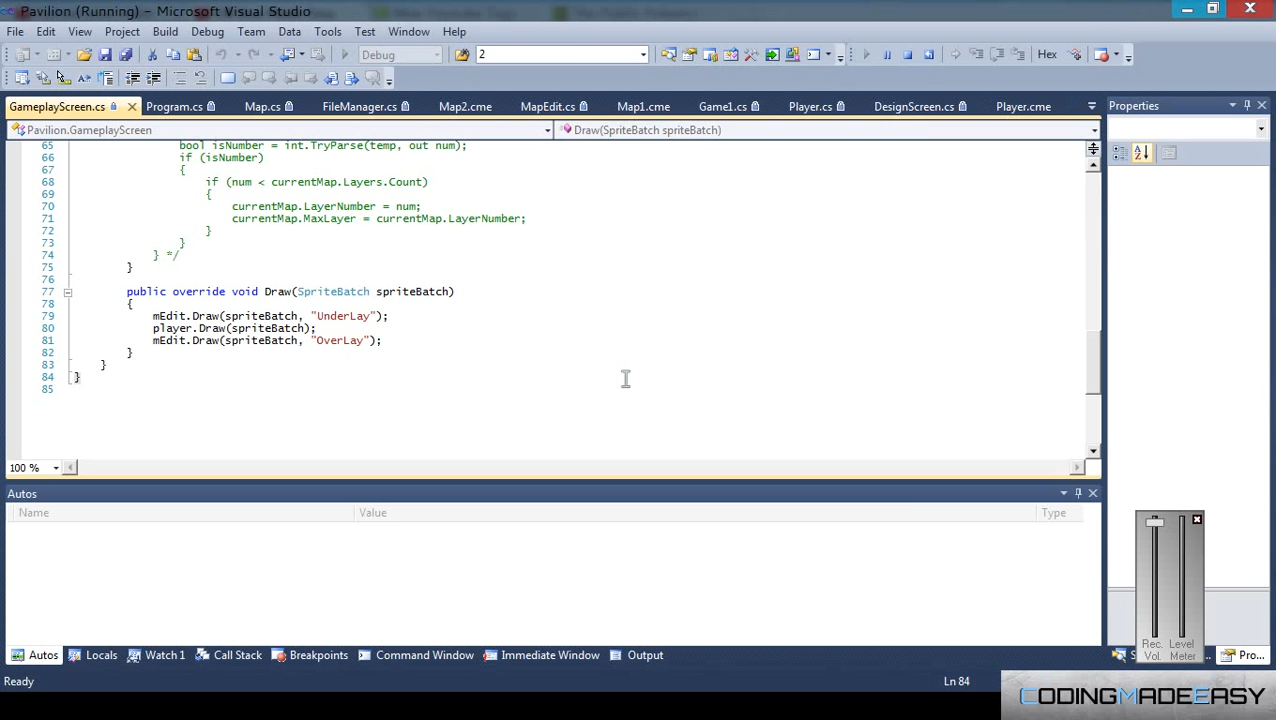 Pavilion (Running) - Microsoft Visual Studio
File Edit View Project Build Debug Team Data Tools Test Window Help
Debug 2 Hex
GameplayScreen.cs Program.cs Map.cs FileManager.cs Map2.cme MapEdit.cs Map1.cme Game1.cs Player.cs DesignScreen.cs Player.cme Properties
Pavilion.GameplayScreen Draw(SpriteBatch spriteBatch)
65 bool isNumber = int.TryParse(temp, out num);
66 if (isNumber)
67 {
68 if (num < currentMap.Layers.Count)
69 {
70 currentMap.LayerNumber = num;
71 currentMap.MaxLayer = currentMap.LayerNumber;
72 }
73 }
74 } */
75 }
76
77 public override void Draw(SpriteBatch spriteBatch)
78 {
79 mEdit.Draw(spriteBatch, "UnderLay");
80 player.Draw(spriteBatch);
81 mEdit.Draw(spriteBatch, "OverLay");
82 }
83 }
84 }
85
100 %
Autos
Name Value Type
Rec. Vol. Level Meter
Autos Locals Watch 1 Call Stack Breakpoints Command Window Immediate Window Output S... Pro...
Ready Ln 84
CODINGMADEEASY